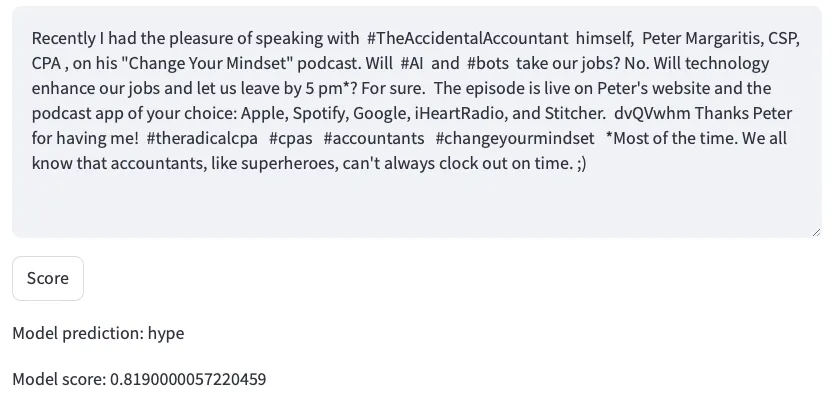 Recently I had the pleasure of speaking with #TheAccidentalAccountant himself, Peter Margaritis, CSP,
CPA , on his "Change Your Mindset" podcast. Will #AI and #bots take our jobs? No. Will technology
enhance our jobs and let us leave by 5 pm*? For sure. The episode is live on Peter's website and the
podcast app of your choice: Apple, Spotify, Google, iHeartRadio, and Stitcher. dvQVwhm Thanks Peter
for having me! #theradicalcpa #cpas #accountants #changeyourmindset *Most of the time. We all
know that accountants, like superheroes, can't always clock out on time. ;)
Score
Model prediction: hype
Model score: 0.8190000057220459